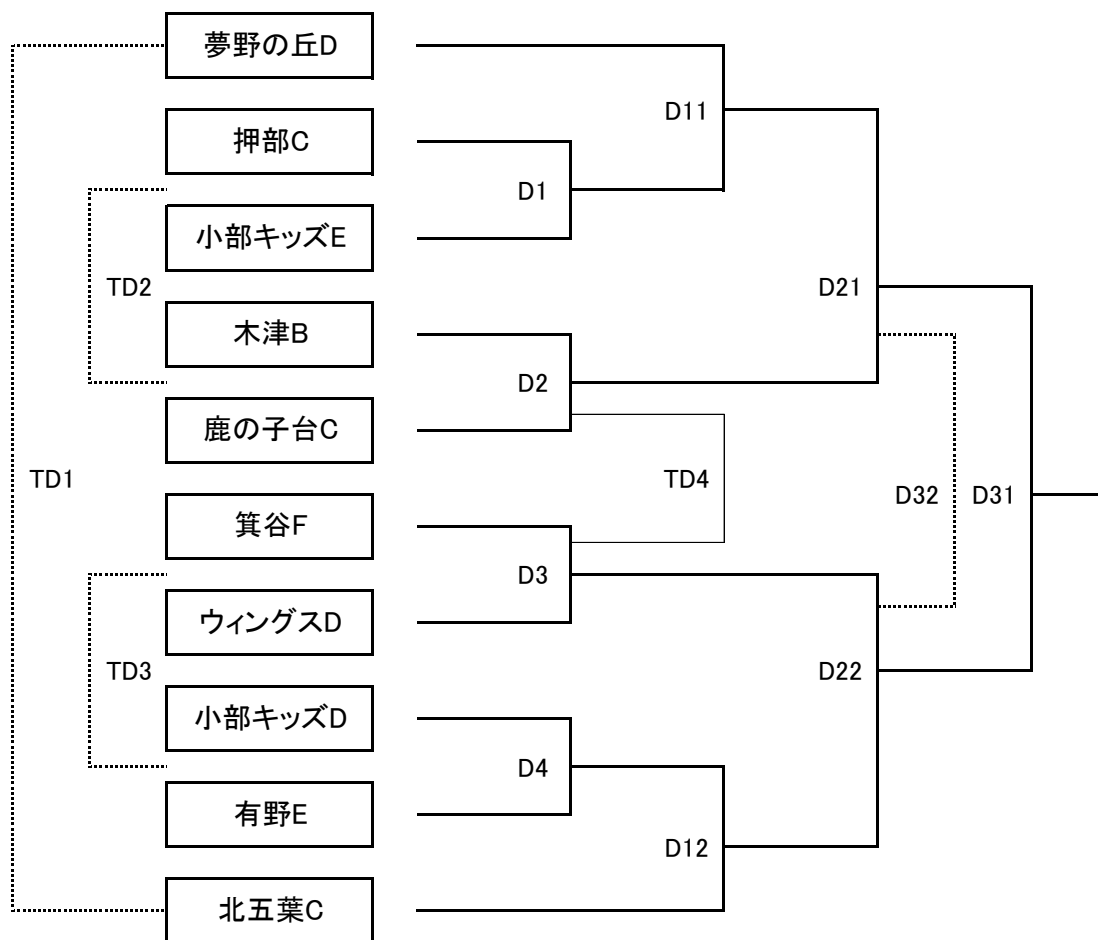 夢野の丘D
D11
押部C
D1
小部キッズE
TD2
D21
木津B
D2
鹿の子台C
TD1
TD4
D32
D31
箕谷F
D3
ウィングスD
TD3
D22
小部キッズD
D4
有野E
D12
北五葉C